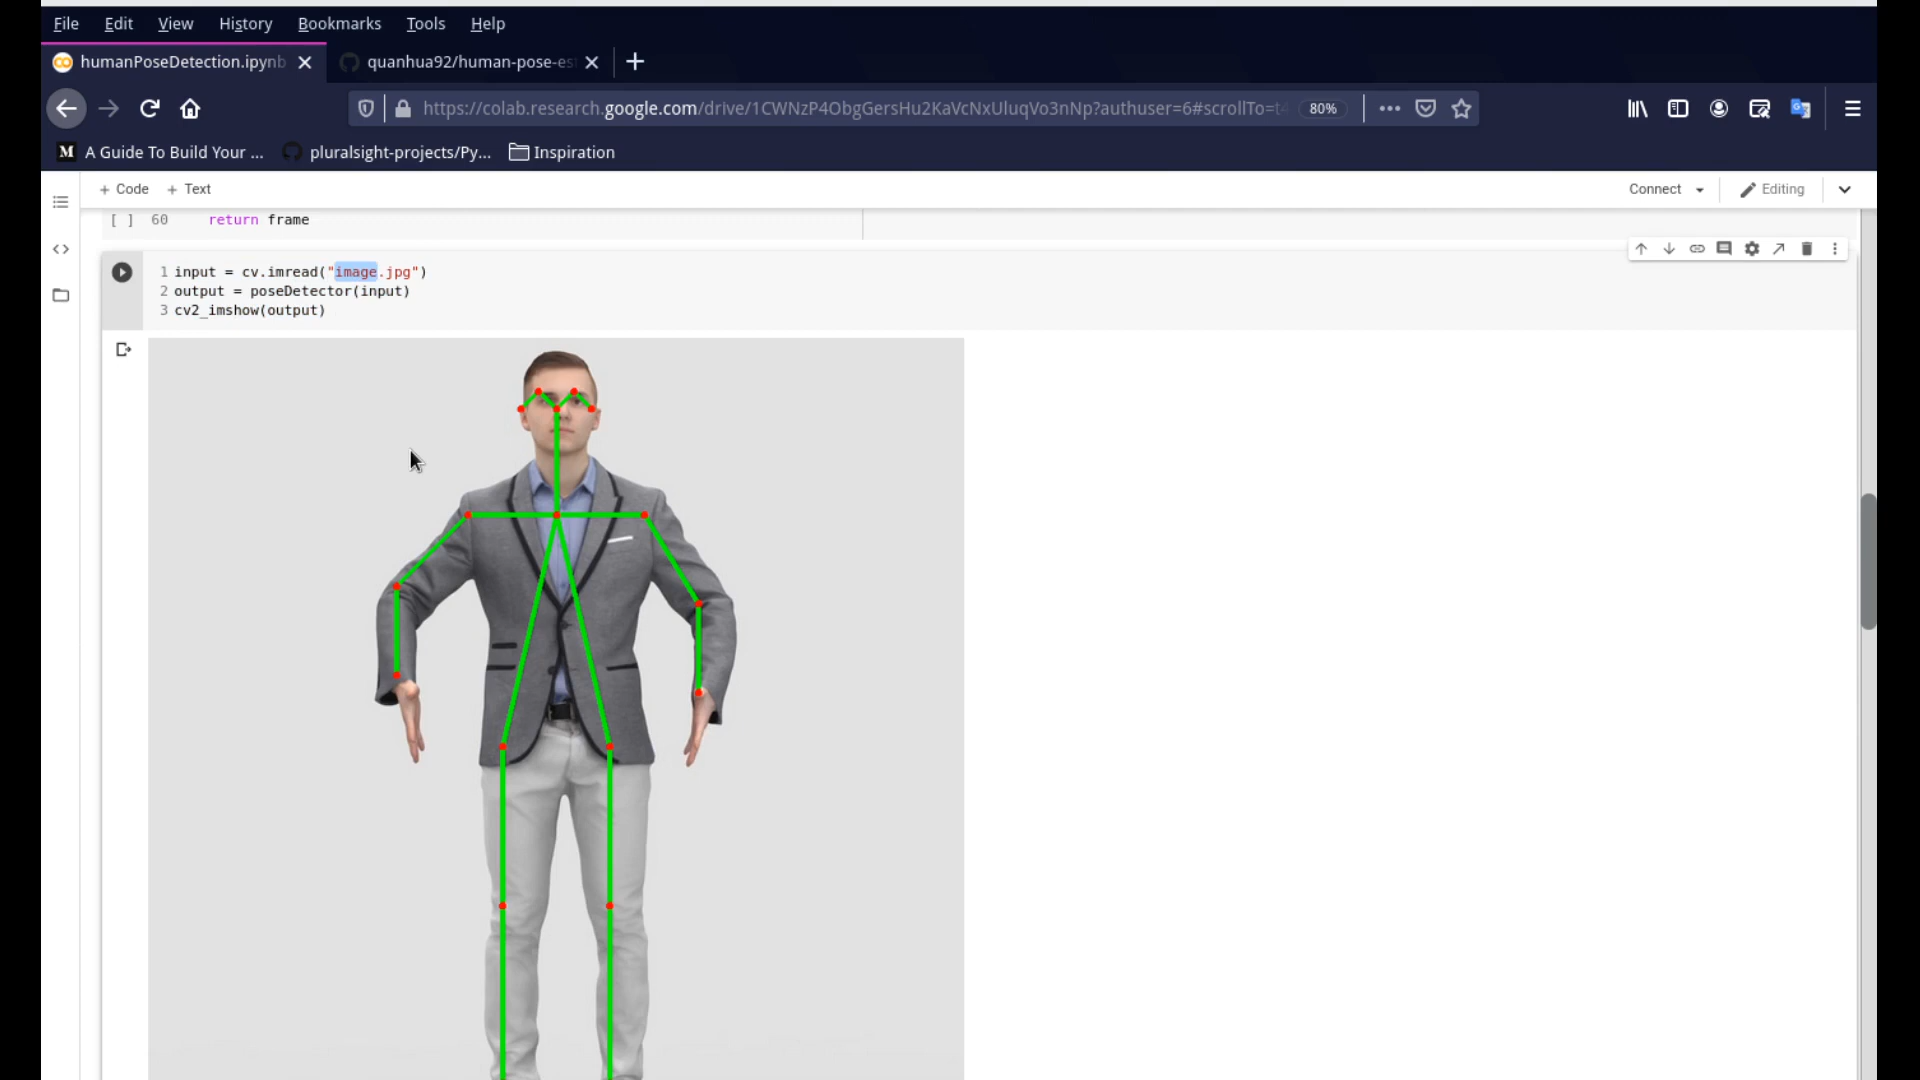 File Edit View History Bookmarks Tools Help
humanPoseDetection.ipynb quanhua92/human-pose-es
https://colab.research.google.com/drive/1CWNzP4ObgGersHu2KaVcNxUluqVo3nNp?authuser=6#scrollTo=t4 80%
M A Guide To Build Your ... pluralsight-projects/Py... Inspiration
+ Code + Text Connect Editing
[ ] 60 return frame
1 input = cv.imread("image.jpg")
2 output = poseDetector(input)
3 cv2_imshow(output)